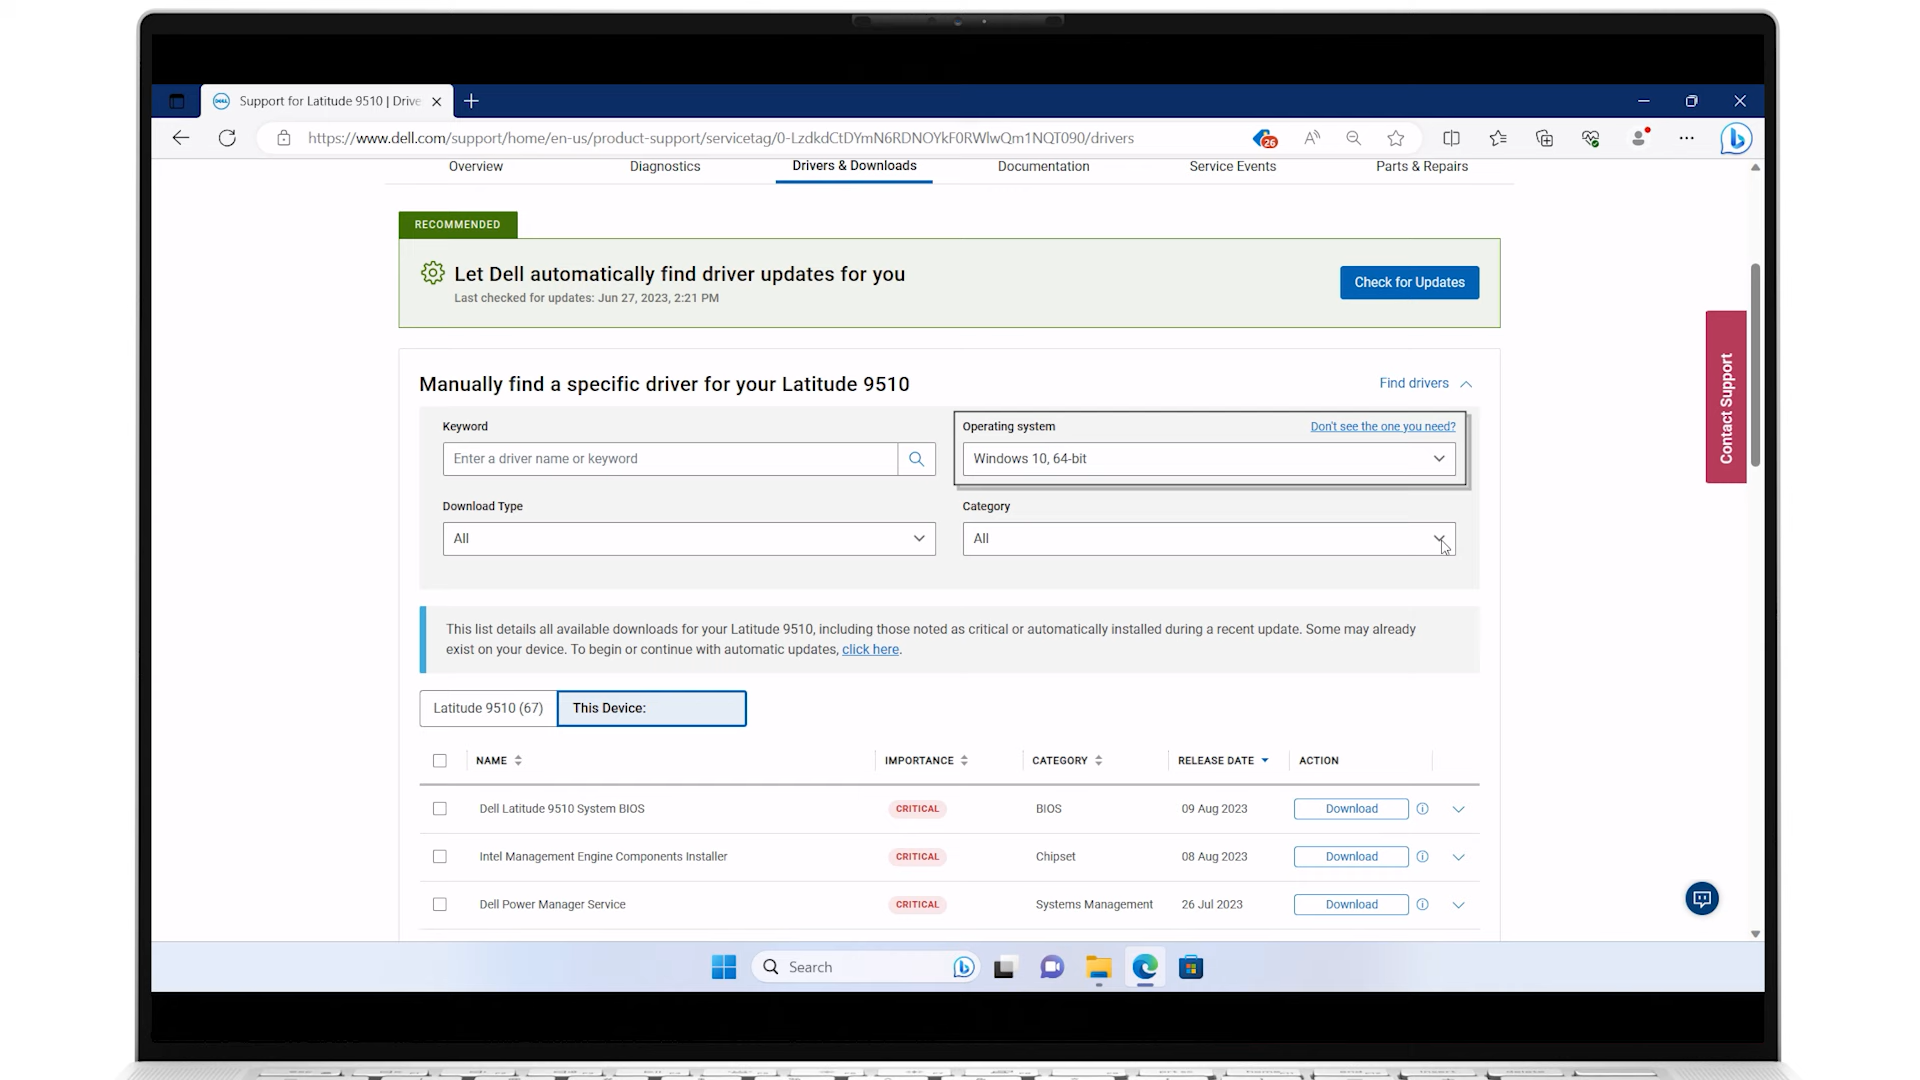 Support for Latitude 9510 | Drive
https://www.dell.com/support/home/en-us/product-support/servicetag/0-LzdkdCtDYmN6RDNOYkF0RWlwQm1NQT090/drivers
26
Overview
Diagnostics
Drivers & Downloads
Documentation
Service Events
Parts & Repairs
RECOMMENDED
Let Dell automatically find driver updates for you
Last checked for updates: Jun 27, 2023, 2:21 PM
Check for Updates
Contact Support
Manually find a specific driver for your Latitude 9510
Find drivers
Keyword
Enter a driver name or keyword
Operating system
Don't see the one you need?
Windows 10, 64-bit
Download Type
All
Category
All
This list details all available downloads for your Latitude 9510, including those noted as critical or automatically installed during a recent update. Some may already
exist on your device. To begin or continue with automatic updates, click here.
Latitude 9510 (67)
This Device:
NAME IMPORTANCE CATEGORY RELEASE DATE ACTION
Dell Latitude 9510 System BIOS CRITICAL BIOS 09 Aug 2023 Download
Intel Management Engine Components Installer CRITICAL Chipset 08 Aug 2023 Download
Dell Power Manager Service CRITICAL Systems Management 26 Jul 2023 Download
Search